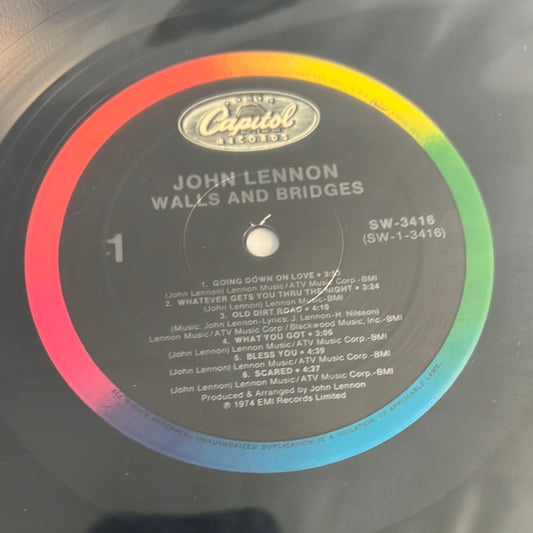 Capitol
RECORDS
JOHN LENNON
WALLS AND BRIDGES
1
SW-3416
(SW-1-3416)
1. GOING DOWN ON LOVE • 3:53
(John Lennon) Lennon Music/ATV Music Corp.-BMI
2. WHATEVER GETS YOU THRU THE NIGHT • 3:24
(John Lennon) Lennon Music-BMI
3. OLD DIRT ROAD • 4:10
(Music: John Lennon-Lyrics: J. Lennon-H. Nilsson)
Lennon Music/ATV Music Corp./Blackwood Music, Inc.-BMI
4. WHAT YOU GOT • 3:06
(John Lennon) Lennon Music/ATV Music Corp.-BMI
5. BLESS YOU • 4:39
(John Lennon) Lennon Music/ATV Music Corp.-BMI
6. SCARED • 4:37
(John Lennon) Lennon Music/ATV Music Corp.-BMI
Produced & Arranged by John Lennon
℗ 1974 EMI Records Limited
ALL RIGHTS RESERVED. UNAUTHORIZED DUPLICATION IS A VIOLATION OF APPLICABLE LAWS.